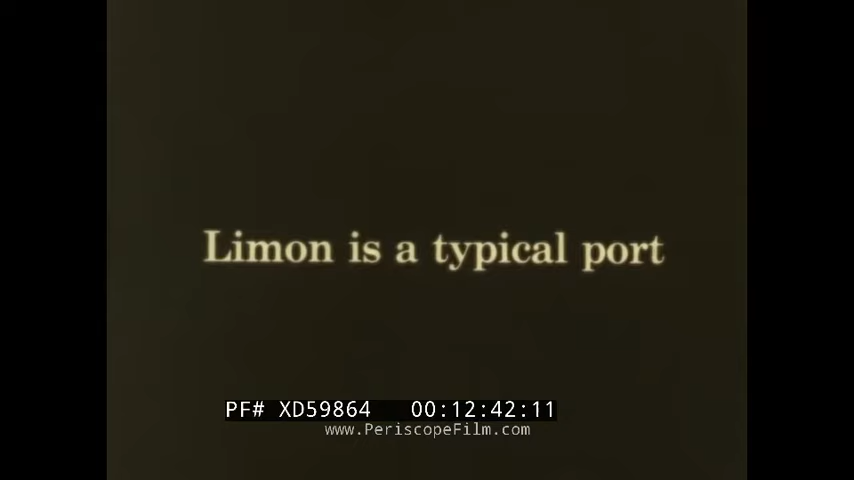 Limon is a typical port
PF# XD59864 00:12:42:11
www.PeriscopeFilm.com